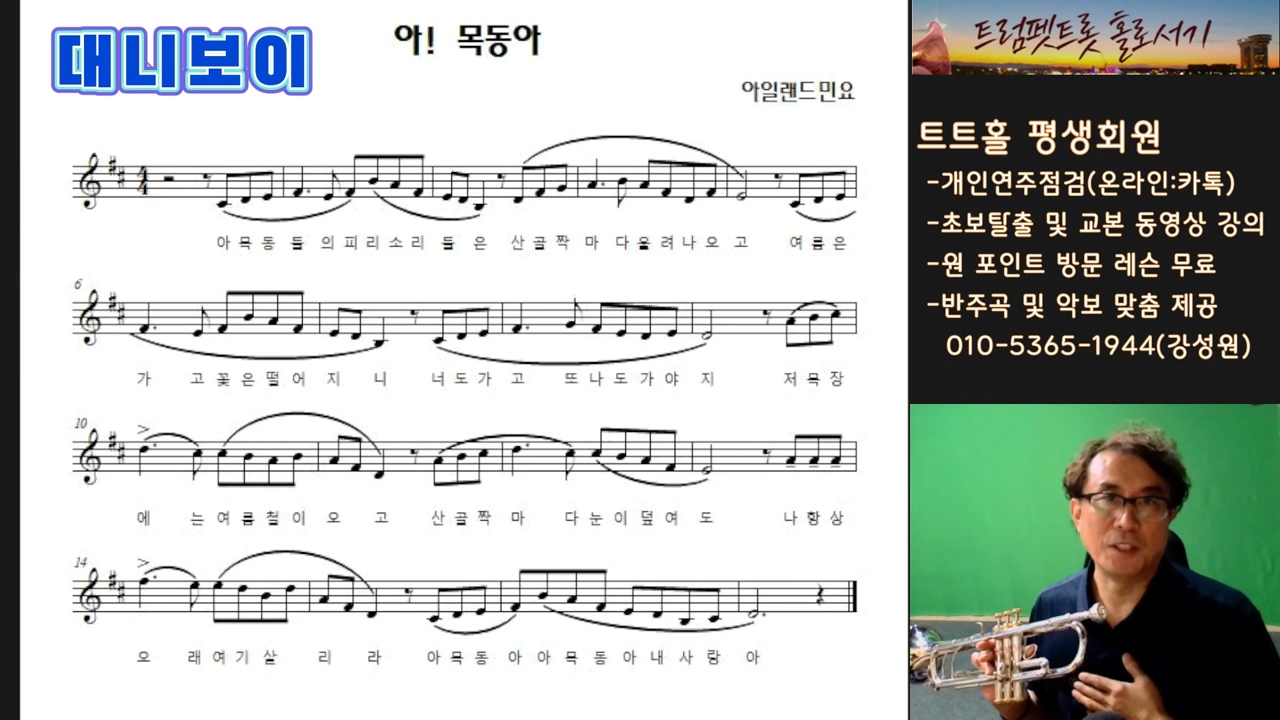 대니보이
아! 목동아
아일랜드민요
아 목 동 들 의 피 리 소 리 들 은 산 골 짝 마 다 울 려 나 오 고 여 름 은
6
가 고 꽃 은 떨 어 지 니 너 도 가 고 또 나 도 가 야 지 저 목 장
10
에 는 여 름 철 이 오 고 산 골 짝 마 다 눈 이 덮 여 도 나 항 상
14
오 래 여 기 살 리 라 아 목 동 아 아 목 동 아 내 사 랑 아
트럼펫트롯 홀로서기
트트홀 평생회원
-개인연주점검(온라인:카톡)
-초보탈출 및 교본 동영상 강의
-원 포인트 방문 레슨 무료
-반주곡 및 악보 맞춤 제공
010-5365-1944(강성원)